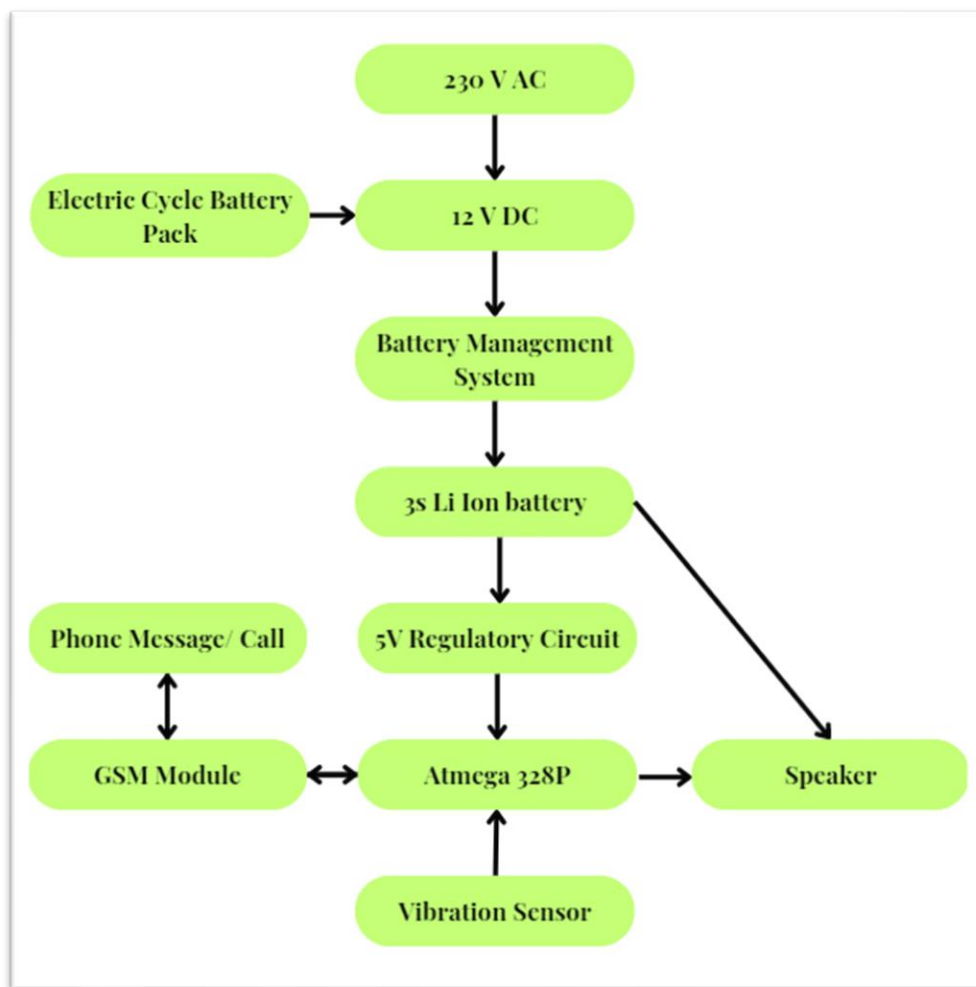 230 V AC
Electric Cycle Battery
Pack
12 V DC
Battery Management
System
3s Li Ion battery
Phone Message/ Call
5V Regulatory Circuit
GSM Module
Atmega 328P
Speaker
Vibration Sensor